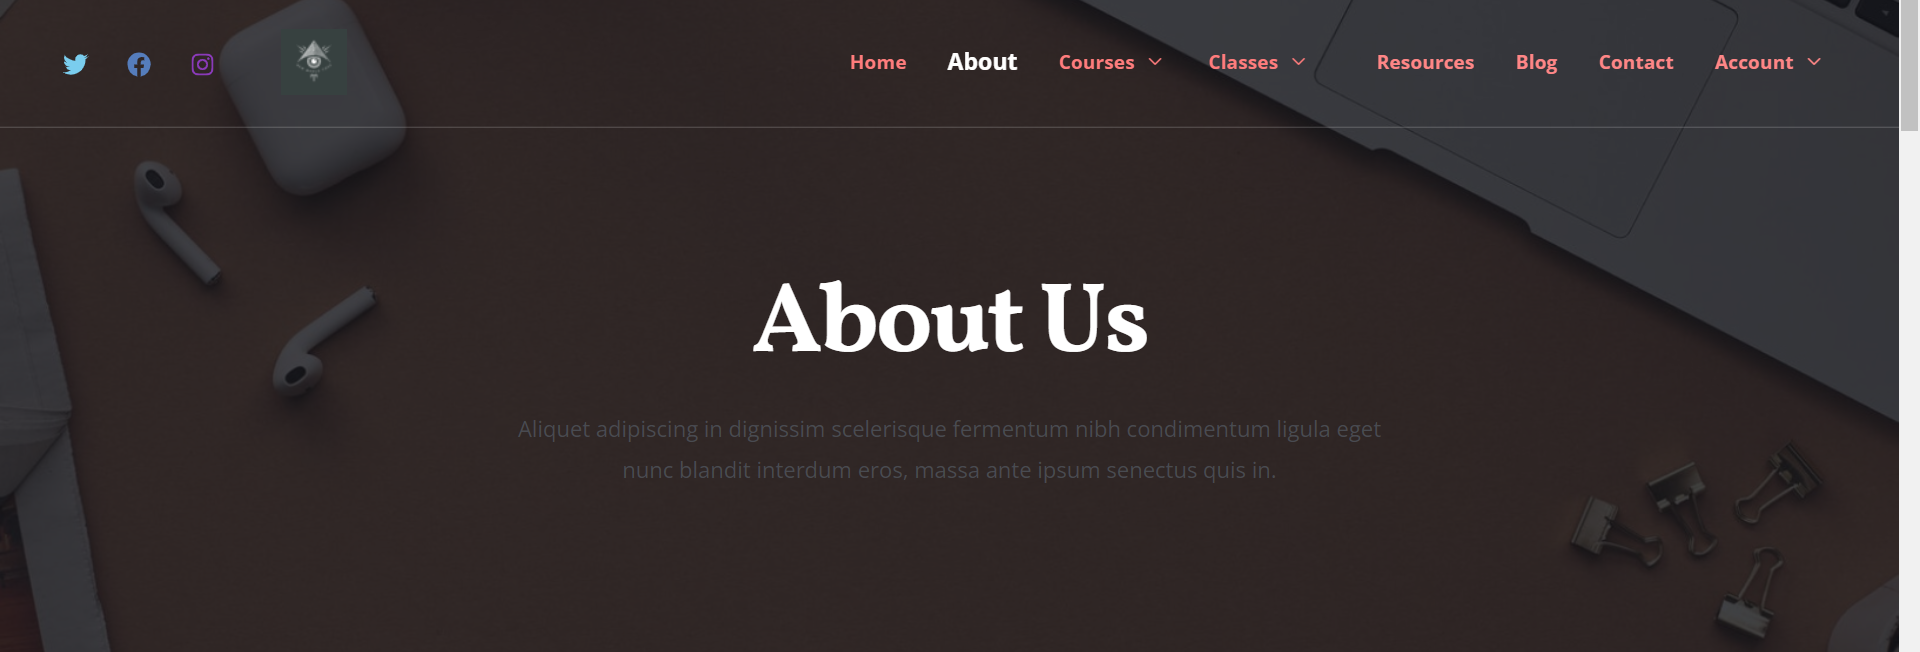 Home About Courses Classes Resources Blog Contact Account
About Us
Aliquet adipiscing in dignissim scelerisque fermentum nibh condimentum ligula eget
nunc blandit interdum eros, massa ante ipsum senectus quis in.